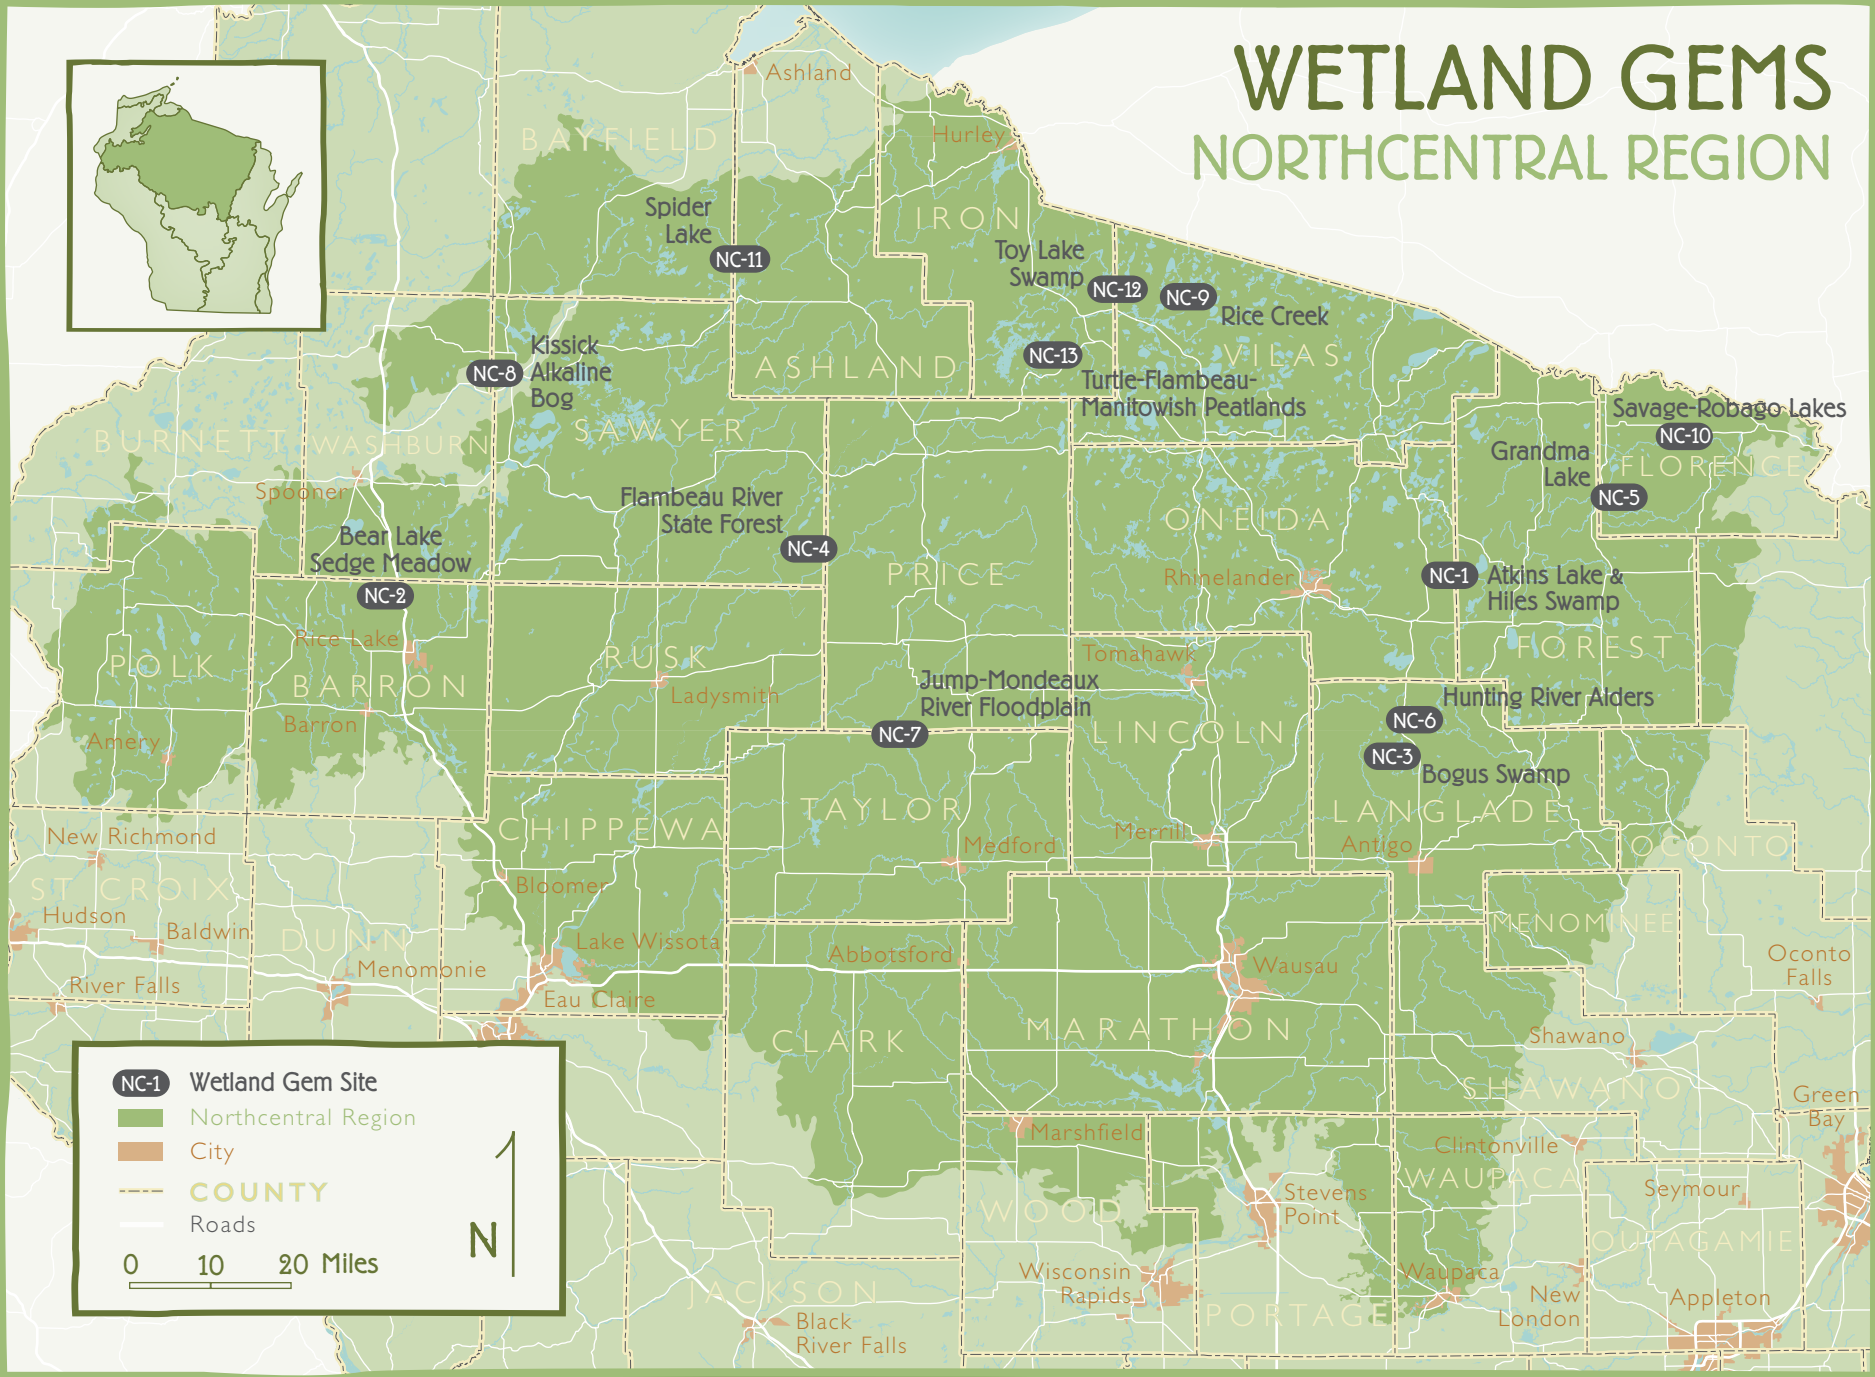 WETLAND GEMS
NORTHCENTRAL REGION
Ashland
BAYFIELD
Hurley
IRON
Spider
Lake
NC-11
Toy Lake
Swamp
NC-12
NC-9
Rice Creek
VILAS
NC-13
Turtle-Flambeau-
Manitowish Peatlands
ASHLAND
Kissick
Alkaline
Bog
NC-8
SAWYER
BURNETT
WASHBURN
Spooner
Savage-Robago Lakes
NC-10
FLORENCE
Grandma
Lake
NC-5
Flambeau River
State Forest
NC-4
Bear Lake
Sedge Meadow
NC-2
PRICE
ONEIDA
Rhinelander
NC-1
Atkins Lake &
Hiles Swamp
FOREST
Rice Lake
POLK
BARRON
Barron
Amery
RUSK
Ladysmith
Tomahawk
Jump-Mondeaux
River Floodplain
NC-7
LINCOLN
Hunting River Alders
NC-6
NC-3
Bogus Swamp
LANGLADE
Antigo
TAYLOR
Medford
Merrill
CHIPPEWA
Bloomer
OCONTO
MENOMINEE
New Richmond
ST CROIX
Hudson
Baldwin
River Falls
DUNN
Menomonie
Lake Wissota
Eau Claire
Abbotsford
Wausau
Oconto
Falls
CLARK
MARATHON
Shawano
SHAWANO
Green
Bay
Marshfield
Clintonville
WAUPACA
Seymour
WOOD
Stevens
Point
OUTAGAMIE
Wisconsin
Rapids
Waupaca
New
London
Appleton
PORTAGE
JACKSON
Black
River Falls
NC-1 Wetland Gem Site
Northcentral Region
City
COUNTY
Roads
0 10 20 Miles
N